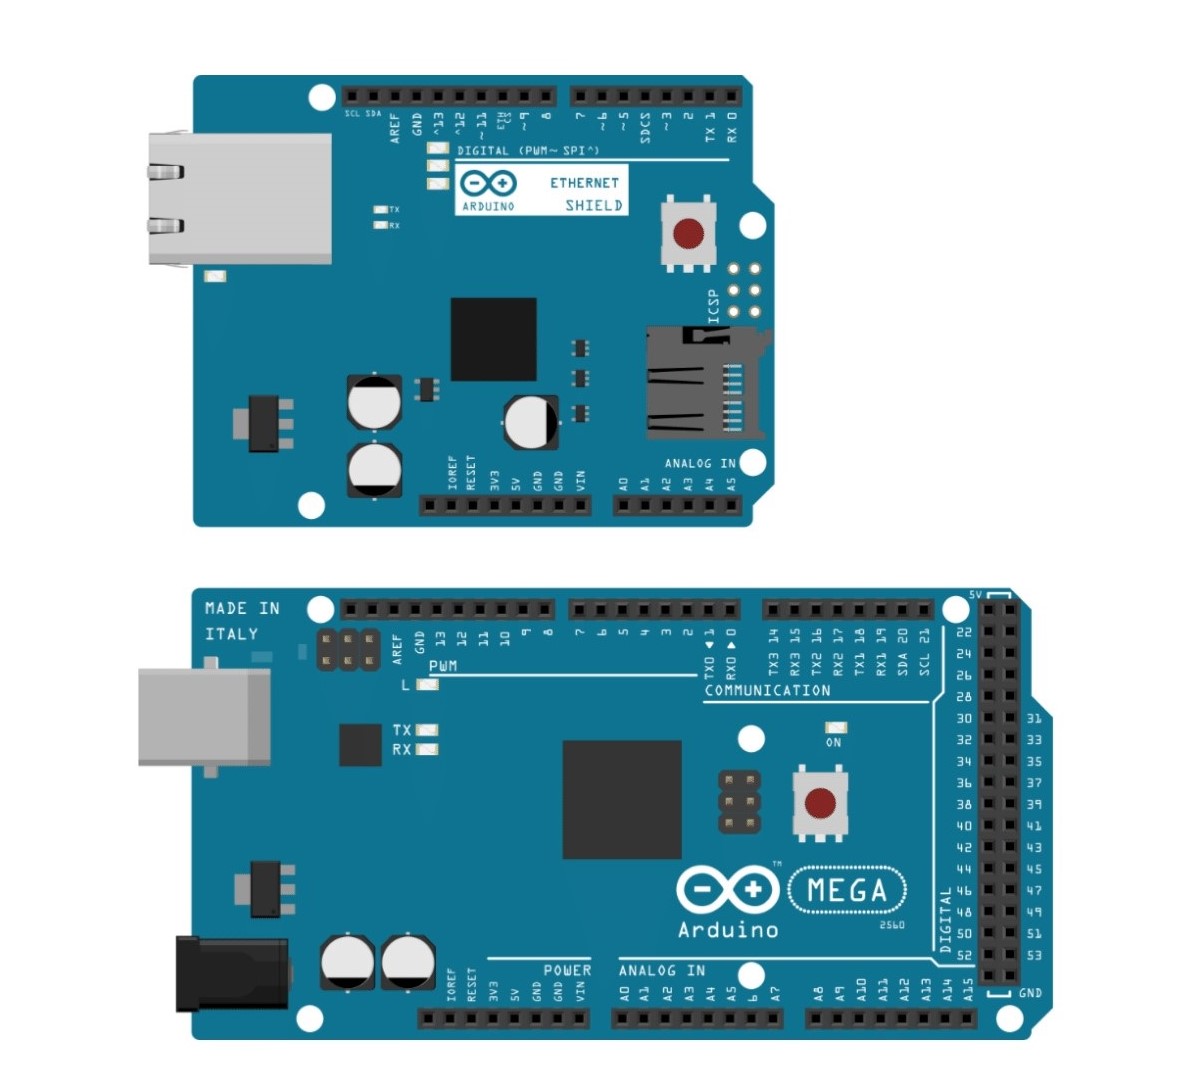 SCL SDA AREF GND ^13 ^12 ~11 ETH CS ~9 8 7 ~6 ~5 SDCS ~3 2 TX 1 RX 0
DIGITAL (PWM~ SPI^)
ARDUINO
ETHERNET
SHIELD
TX
RX
ICSP
ANALOG IN
IOREF RESET 3V3 5V GND GND VIN A0 A1 A2 A3 A4 A5
MADE IN
ITALY
AREF GND 13 12 11 10 9 8 7 6 5 4 3 2 TX0 1 RX0 0 TX3 14 RX3 15 TX2 16 RX2 17 TX1 18 RX1 19 SDA 20 SCL 21
PWM
COMMUNICATION
L
TX
RX
ON
5V
22
24
26
28
30 31
32 33
34 35
36 37
38 39
40 41
42 43
44 45
46 47
48 49
50 51
52 53
GND
DIGITAL
Arduino
TM
MEGA
2560
POWER
ANALOG IN
IOREF RESET 3V3 5V GND GND VIN A0 A1 A2 A3 A4 A5 6 A7 A8 A9 A10 A11 A12 A13 A14 A15